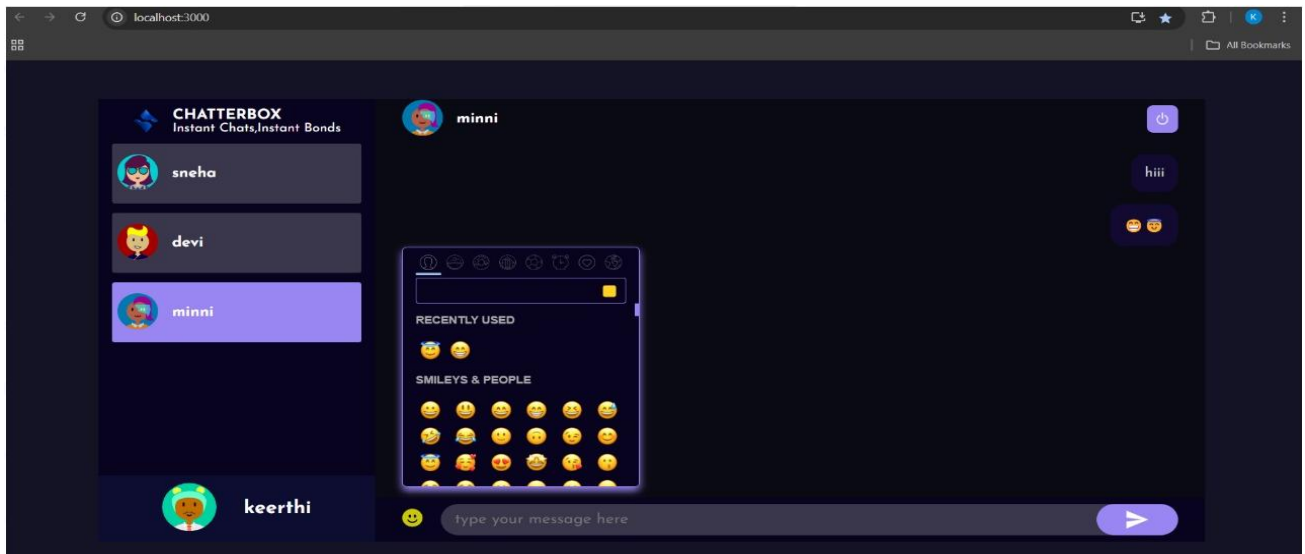 localhost:3000
K
All Bookmarks
CHATTERBOX
Instant Chats,Instant Bonds
sneha
devi
minni
keerthi
minni
hiii
RECENTLY USED
SMILEYS & PEOPLE
type your message here